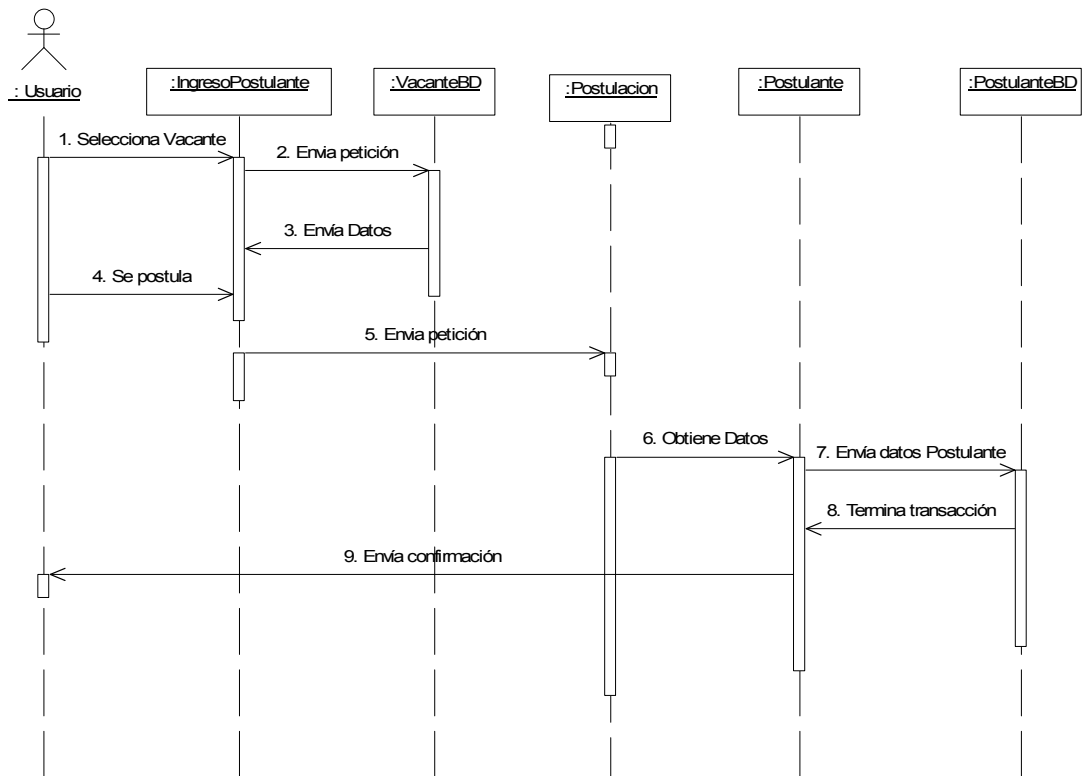 : Usuario
:IngresoPostulante
:VacanteBD
:Postulacion
:Postulante
:PostulanteBD
1. Selecciona Vacante
2. Envia petición
3. Envía Datos
4. Se postula
5. Envia petición
6. Obtiene Datos
7. Envía datos Postulante
8. Termina transacción
9. Envía confirmación